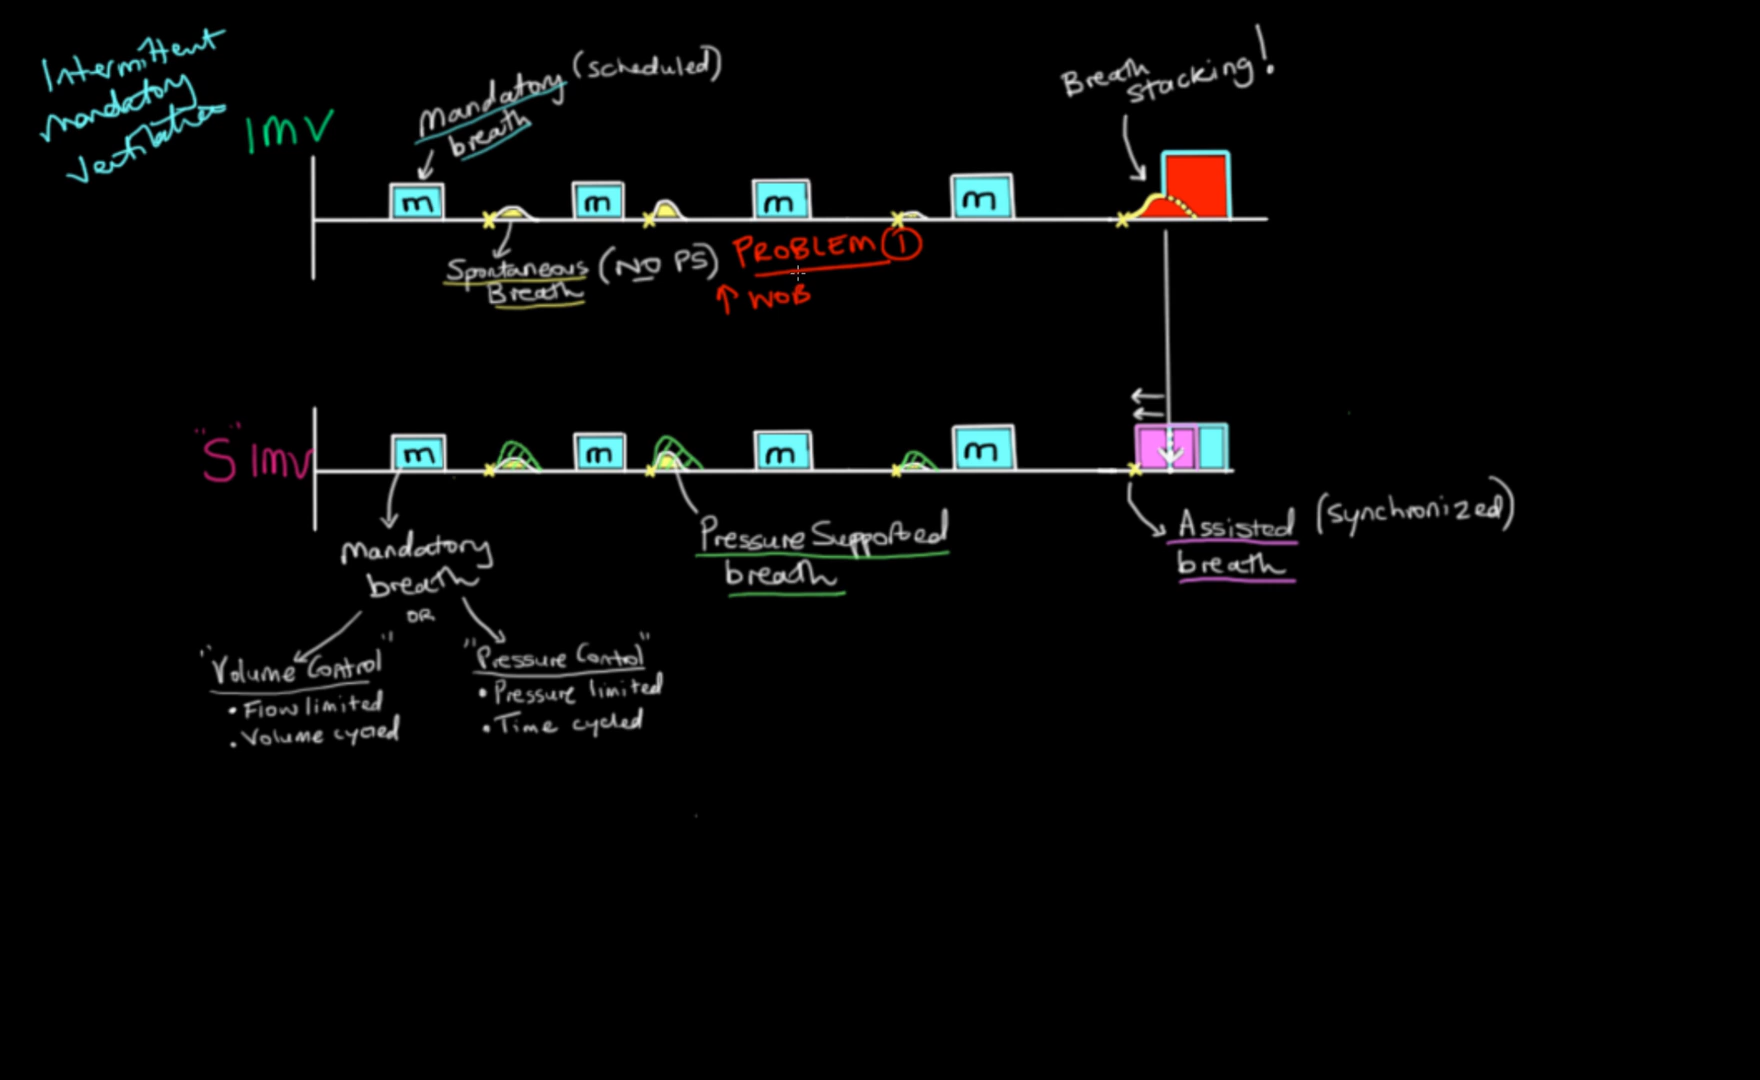 Intermittent
mandatory
ventilation
IMV
Mandatory (scheduled)
breath
Breath
stacking!
m
m
m
m
Spontaneous (NO PS)
Breath
PROBLEM ①
↑ WOB
"S" IMV
m
m
m
m
Mandatory
breath
OR
"Volume Control"
• Flow limited
• Volume cycled
"Pressure Control"
• Pressure limited
• Time cycled
Pressure Supported
breath
Assisted (synchronized)
breath